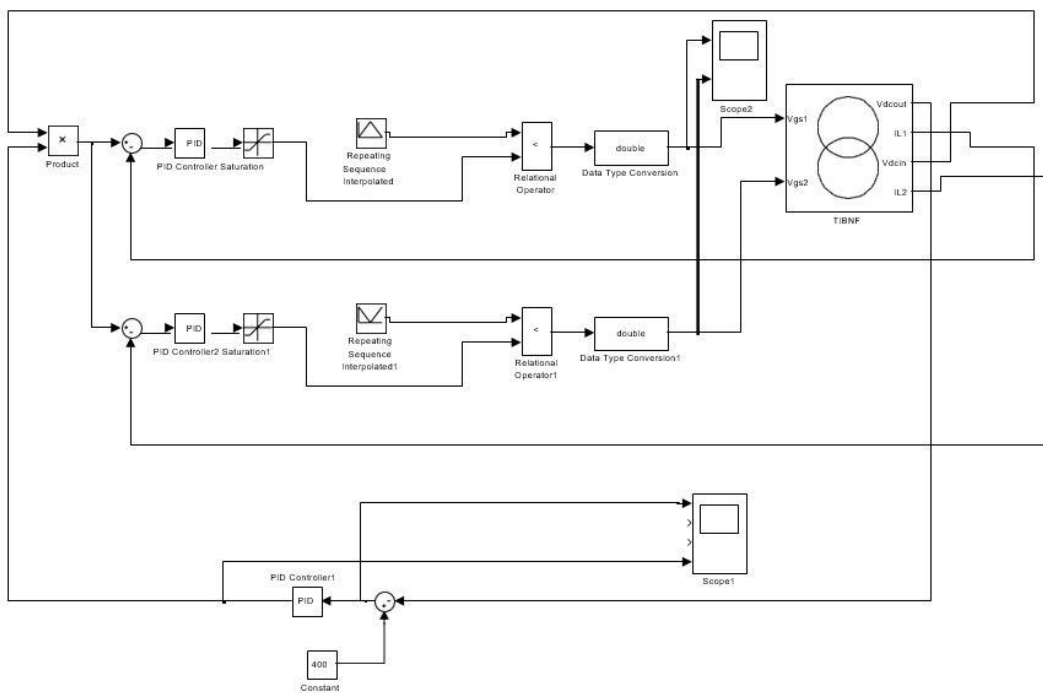 Scope2
Vdcout
Vgs1
IL1
×
Product
+
-
PID
PID Controller Saturation
Repeating
Sequence
Interpolated
<
Relational
Operator
double
Data Type Conversion
Vdcin
Vgs2
IL2
TIBNF
+
-
PID
PID Controller2 Saturation1
Repeating
Sequence
Interpolated1
<
Relational
Operator1
double
Data Type Conversion1
Scope1
PID Controller1
PID
-
+
400
Constant